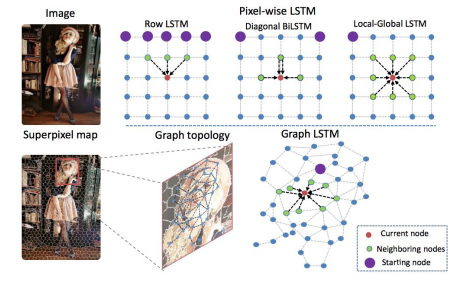 Image
Pixel-wise LSTM
Row LSTM
Diagonal BiLSTM
Local-Global LSTM
Superpixel map
Graph topology
Graph LSTM
Current node
Neighboring nodes
Starting node